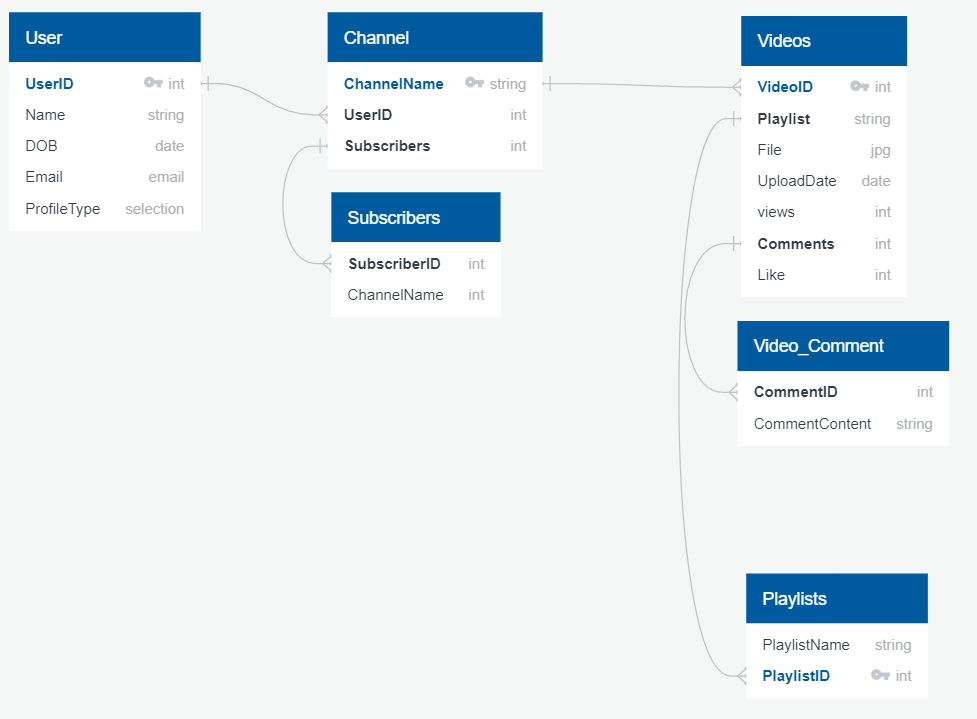 User
UserID int
Name string
DOB date
Email email
ProfileType selection
Channel
ChannelName string
UserID int
Subscribers int
Subscribers
SubscriberID int
ChannelName int
Videos
VideoID int
Playlist string
File jpg
UploadDate date
views int
Comments int
Like int
Video_Comment
CommentID int
CommentContent string
Playlists
PlaylistName string
PlaylistID int